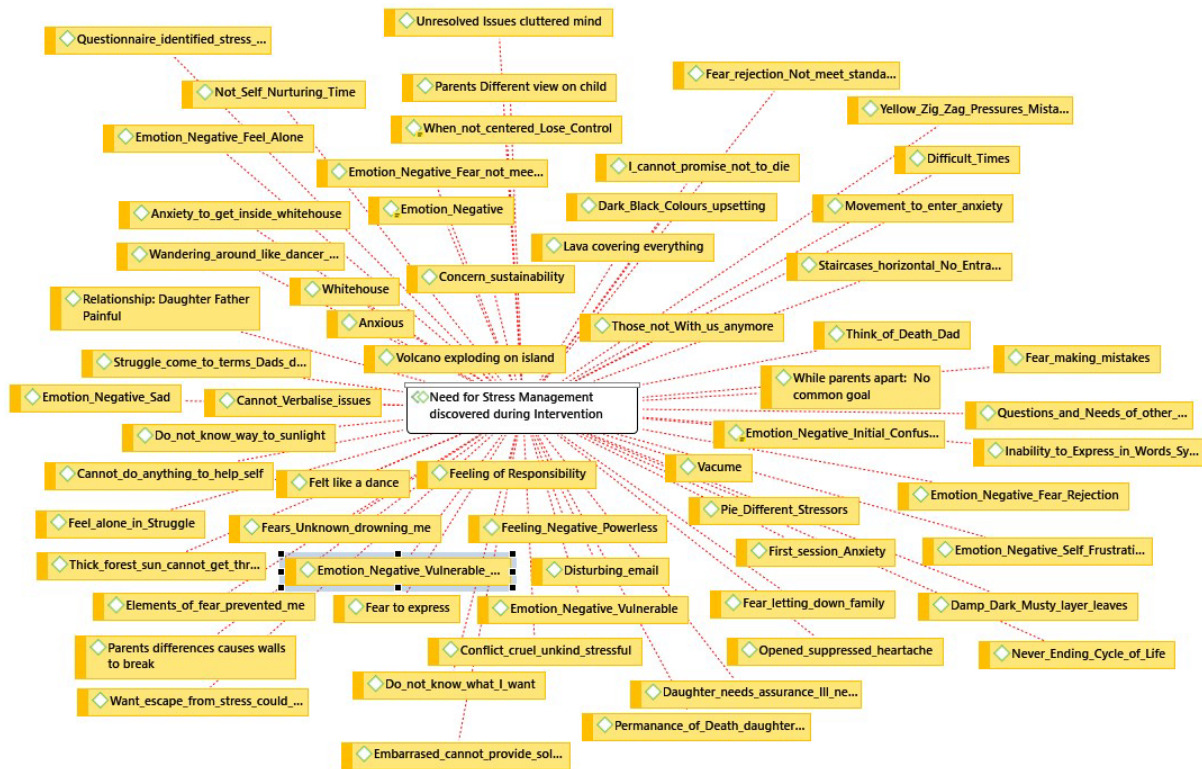 Unresolved Issues cluttered mind
Questionnaire_identified_stress_...
Fear_rejection_Not_meet_standa...
Parents Different view on child
Not_Self_Nurturing_Time
Yellow_Zig_Zag_Pressures_Mista...
When_not_centered_Lose_Control
Emotion_Negative_Feel_Alone
Difficult_Times
I_cannot_promise_not_to_die
Emotion_Negative_Fear_not_mee...
Dark_Black_Colours_upsetting
Movement_to_enter_anxiety
Anxiety_to_get_inside_whitehouse
Emotion_Negative
Lava covering everything
Wandering_around_like_dancer_...
Staircases_horizontal_No_Entra...
Concern_sustainability
Whitehouse
Relationship: Daughter Father
Painful
Anxious
Those_not_With_us_anymore
Think_of_Death_Dad
Volcano exploding on island
Struggle_come_to_terms_Dads_d...
Fear_making_mistakes
While parents apart: No
common goal
Emotion_Negative_Sad
Cannot_Verbalise_issues
Need for Stress Management
discovered during Intervention
Questions_and_Needs_of_other_...
Do_not_know_way_to_sunlight
Emotion_Negative_Initial_Confus...
Inability_to_Express_in_Words_Sy...
Cannot_do_anything_to_help_self
Felt like a dance
Feeling of Responsibility
Vacume
Emotion_Negative_Fear_Rejection
Feel_alone_in_Struggle
Fears_Unknown_drowning_me
Feeling_Negative_Powerless
Pie_Different_Stressors
Thick_forest_sun_cannot_get_thr...
Emotion_Negative_Vulnerable_...
Disturbing_email
First_session_Anxiety
Emotion_Negative_Self_Frustrati...
Elements_of_fear_prevented_me
Fear to express
Emotion_Negative_Vulnerable
Fear_letting_down_family
Damp_Dark_Musty_layer_leaves
Parents differences causes walls
to break
Conflict_cruel_unkind_stressful
Opened_suppressed_heartache
Never_Ending_Cycle_of_Life
Do_not_know_what_I_want
Want_escape_from_stress_could_...
Daughter_needs_assurance_Ill_ne...
Permanance_of_Death_daughter...
Embarrased_cannot_provide_sol...